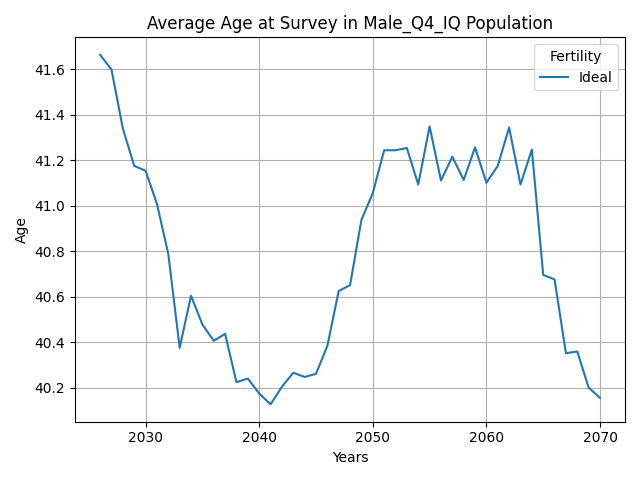 Average Age at Survey in Male_Q4_IQ Population
Fertility
Ideal
Age
41.6
41.4
41.2
41.0
40.8
40.6
40.4
40.2
2030 2040 2050 2060 2070
Years